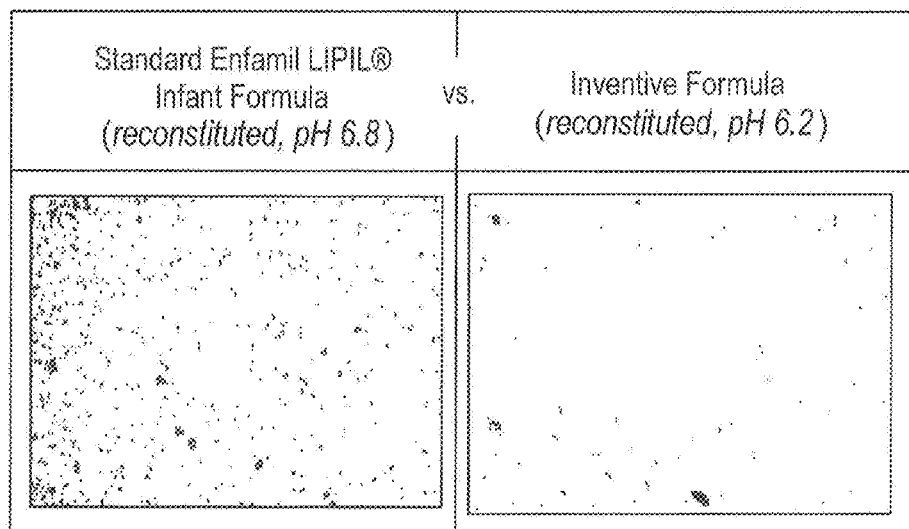 Standard Enfamil LIPIL®
Infant Formula
(reconstituted, pH 6.8)
vs.
Inventive Formula
(reconstituted, pH 6.2)